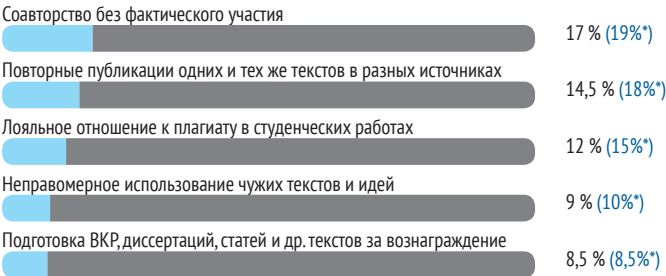 Соавторство без фактического участия
17 % (19%*)
Повторные публикации одних и тех же текстов в разных источниках
14,5 % (18%*)
Лояльное отношение к плагиату в студенческих работах
12 % (15%*)
Неправомерное использование чужих текстов и идей
9 % (10%*)
Подготовка ВКР, диссертаций, статей и др. текстов за вознаграждение
8,5 % (8,5%*)